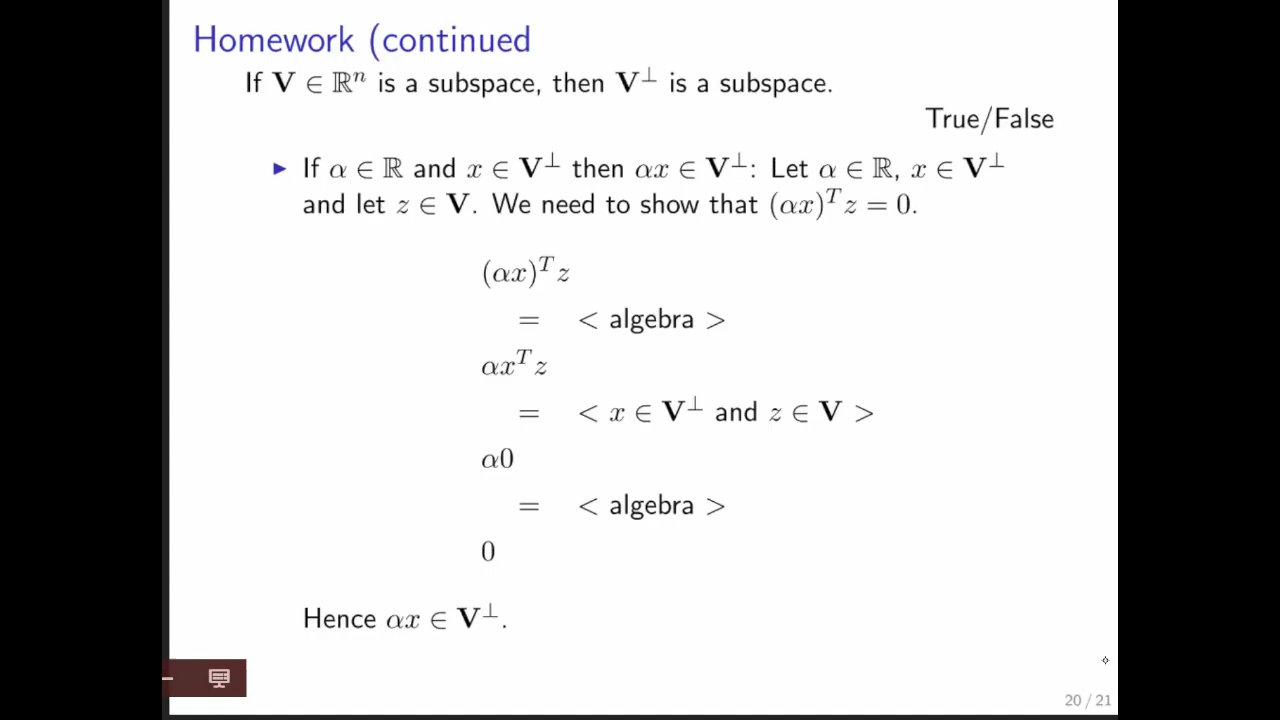 Homework (continued
If V ∈ ℝⁿ is a subspace, then V⊥ is a subspace.
True/False
▶ If α ∈ ℝ and x ∈ V⊥ then αx ∈ V⊥: Let α ∈ ℝ, x ∈ V⊥
and let z ∈ V. We need to show that (αx)ᵀz = 0.
(αx)ᵀz
= < algebra >
αxᵀz
= < x ∈ V⊥ and z ∈ V >
α0
= < algebra >
0
Hence αx ∈ V⊥.
20 / 21